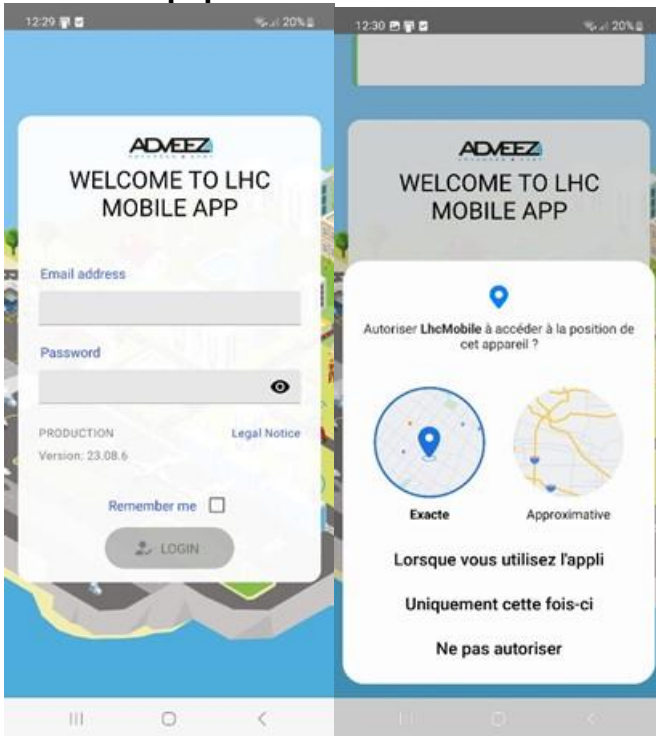 12:29
20%
ADVEEZ
WELCOME TO LHC
MOBILE APP
Email address
Password
PRODUCTION
Legal Notice
Version: 23.08.6
Remember me
LOGIN
12:30
20%
ADVEEZ
WELCOME TO LHC
MOBILE APP
Autoriser LhcMobile à accéder à la position de
cet appareil ?
Exacte
Approximative
Lorsque vous utilisez l'appli
Uniquement cette fois-ci
Ne pas autoriser